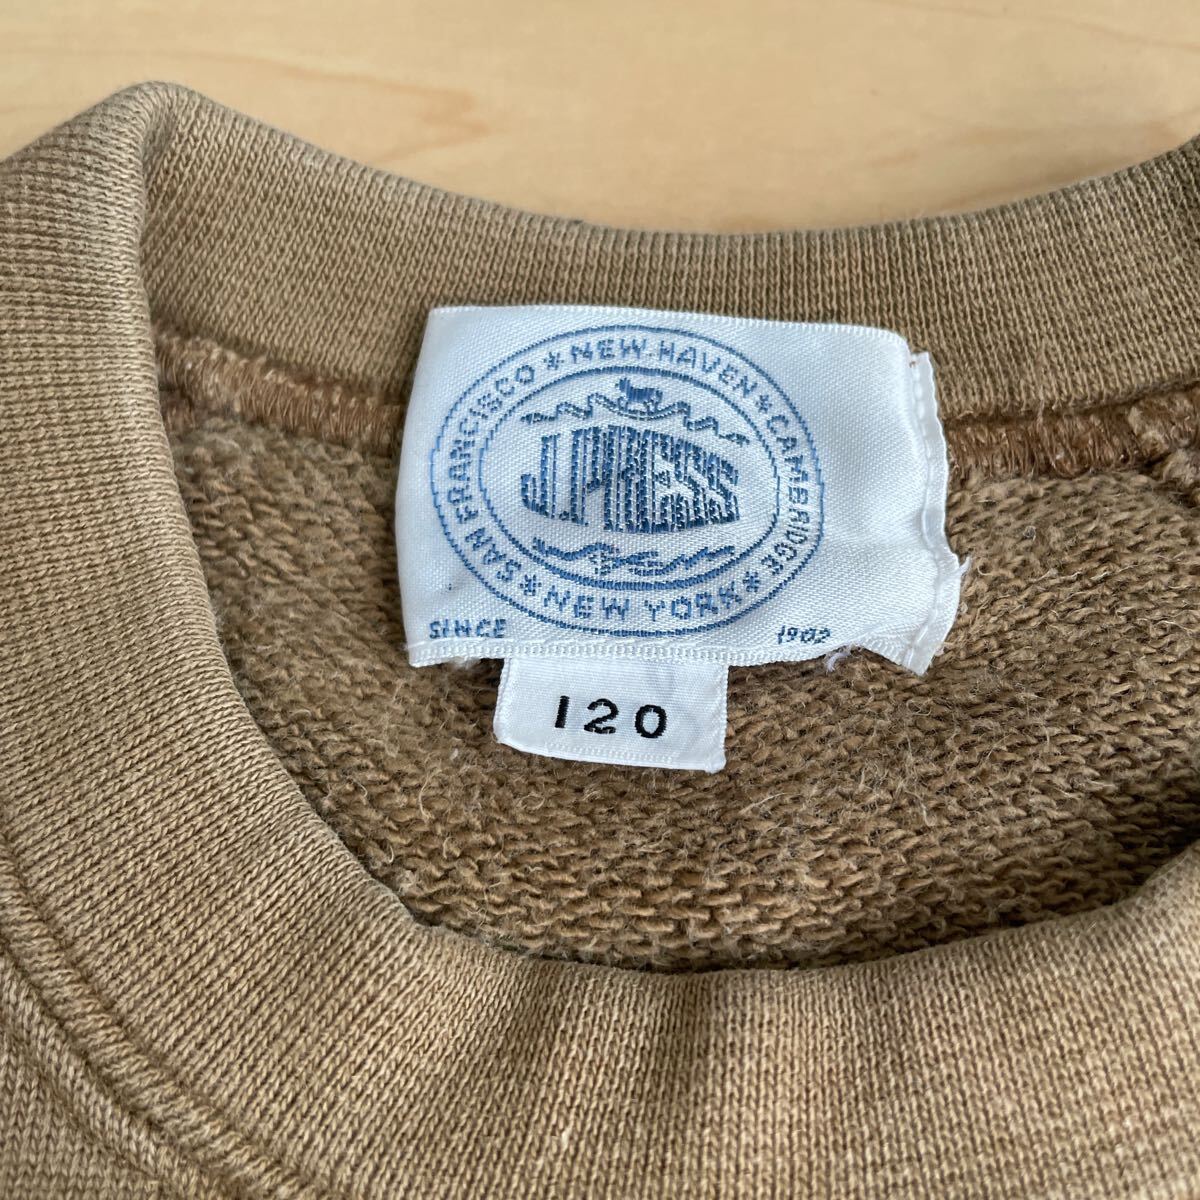 SAN FRANCISCO * NEW HAVEN * CAMBRIDGE * NEW YORK *
J.PRESS
SINCE 1902
120